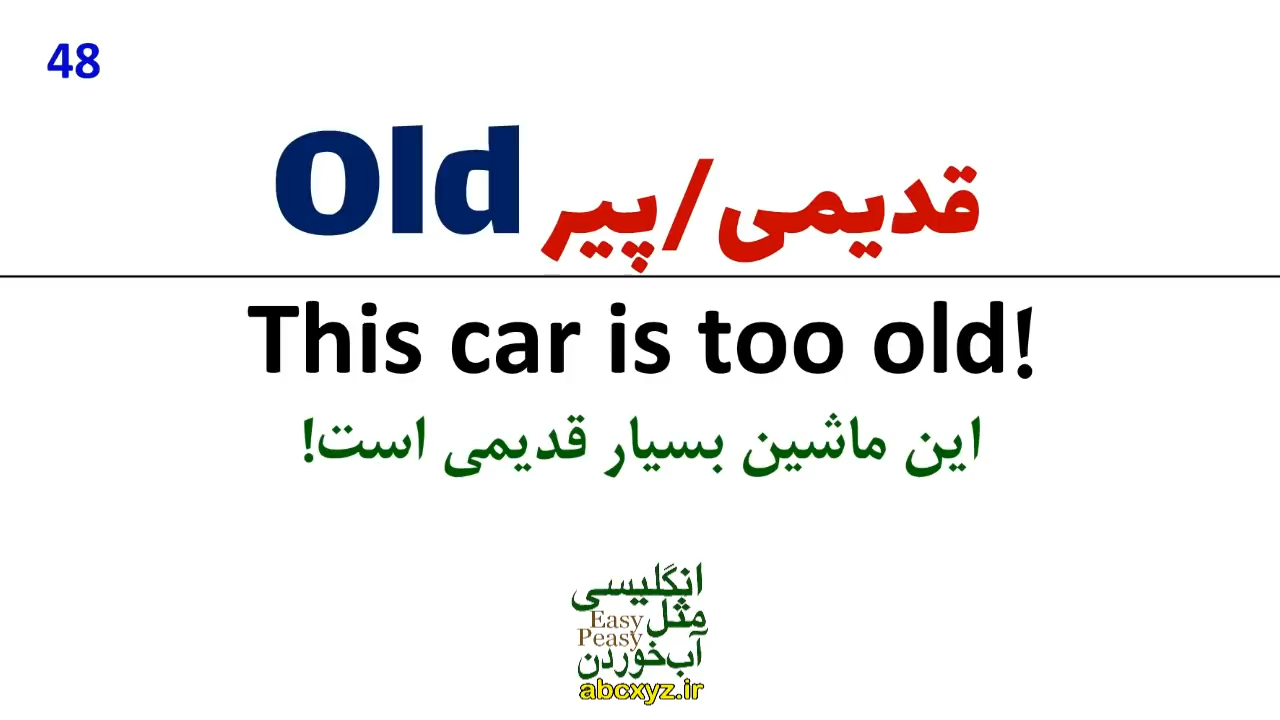 48
Old قدیمی/پیر
This car is too old!
این ماشین بسیار قدیمی است!
انگلیسی
مثل
Easy
Peasy
آب‌خوردن
abcxyz.ir